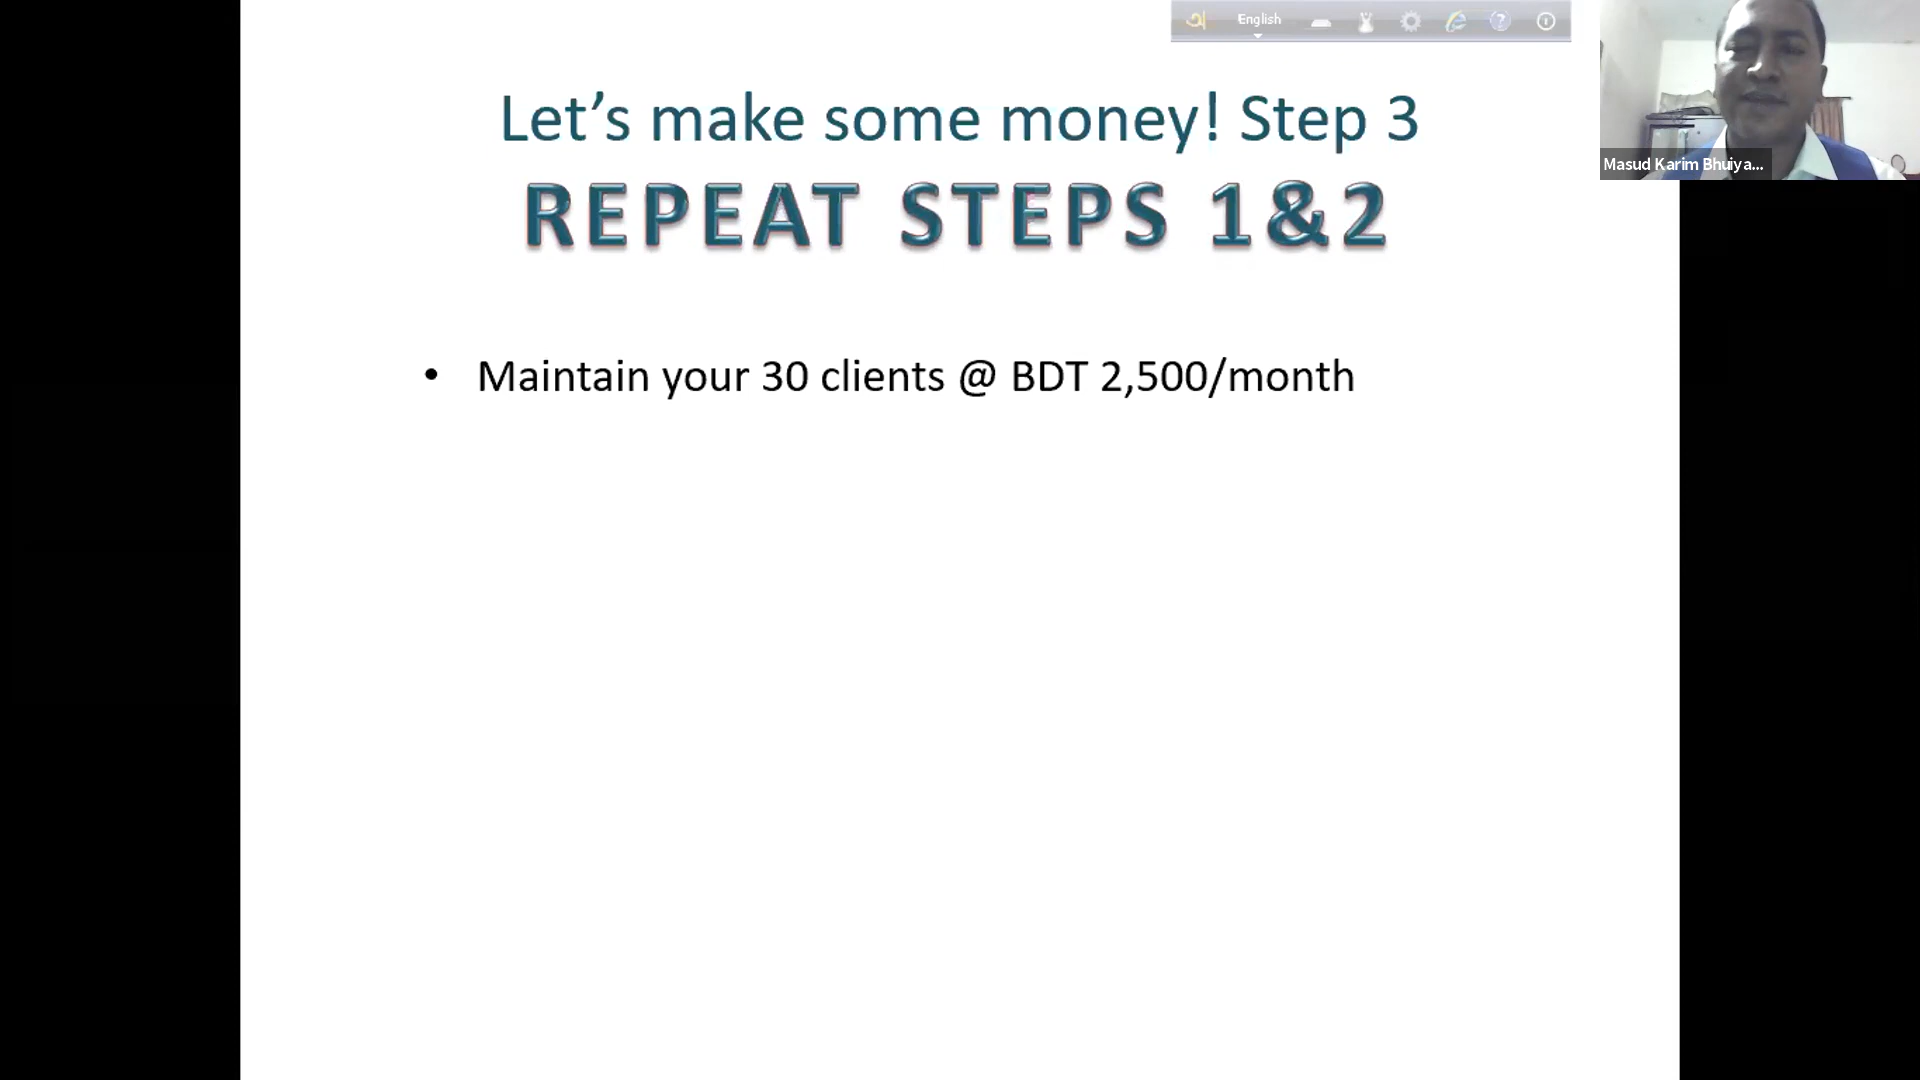 অ English
Let's make some money! Step 3
REPEAT STEPS 1&2
Masud Karim Bhuiya...
• Maintain your 30 clients @ BDT 2,500/month